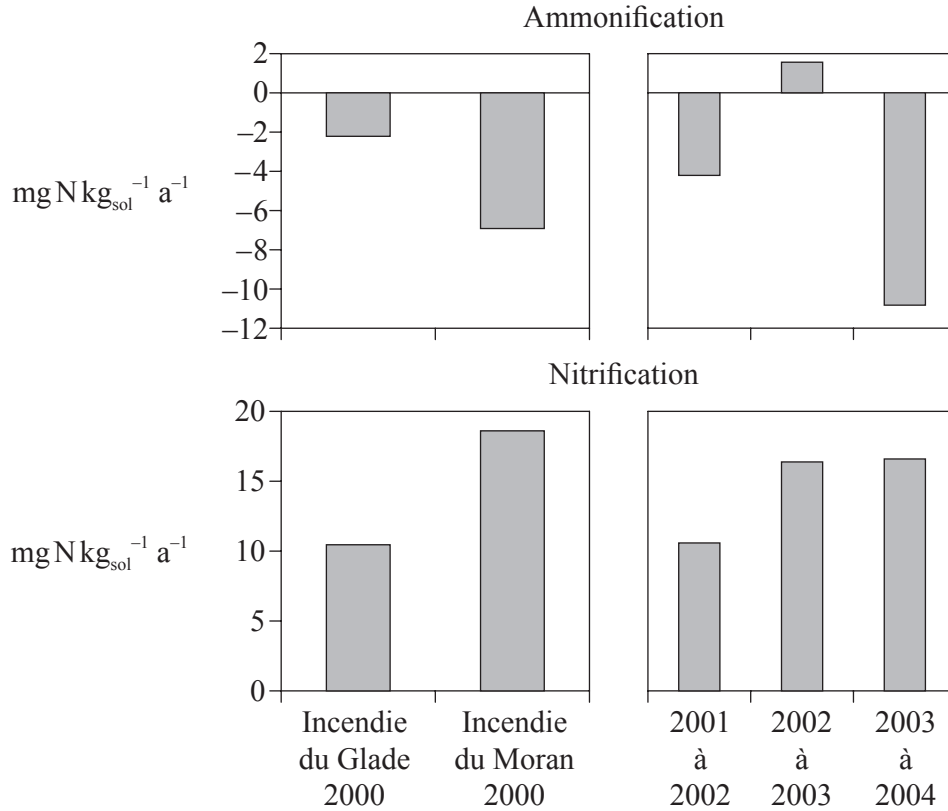 Ammonification
2
0
–2
–4
–6
–8
–10
–12
mg N kg_sol^–1 a^–1
Nitrification
20
15
10
5
0
mg N kg_sol^–1 a^–1
Incendie du Glade 2000
Incendie du Moran 2000
2001 à 2002
2002 à 2003
2003 à 2004